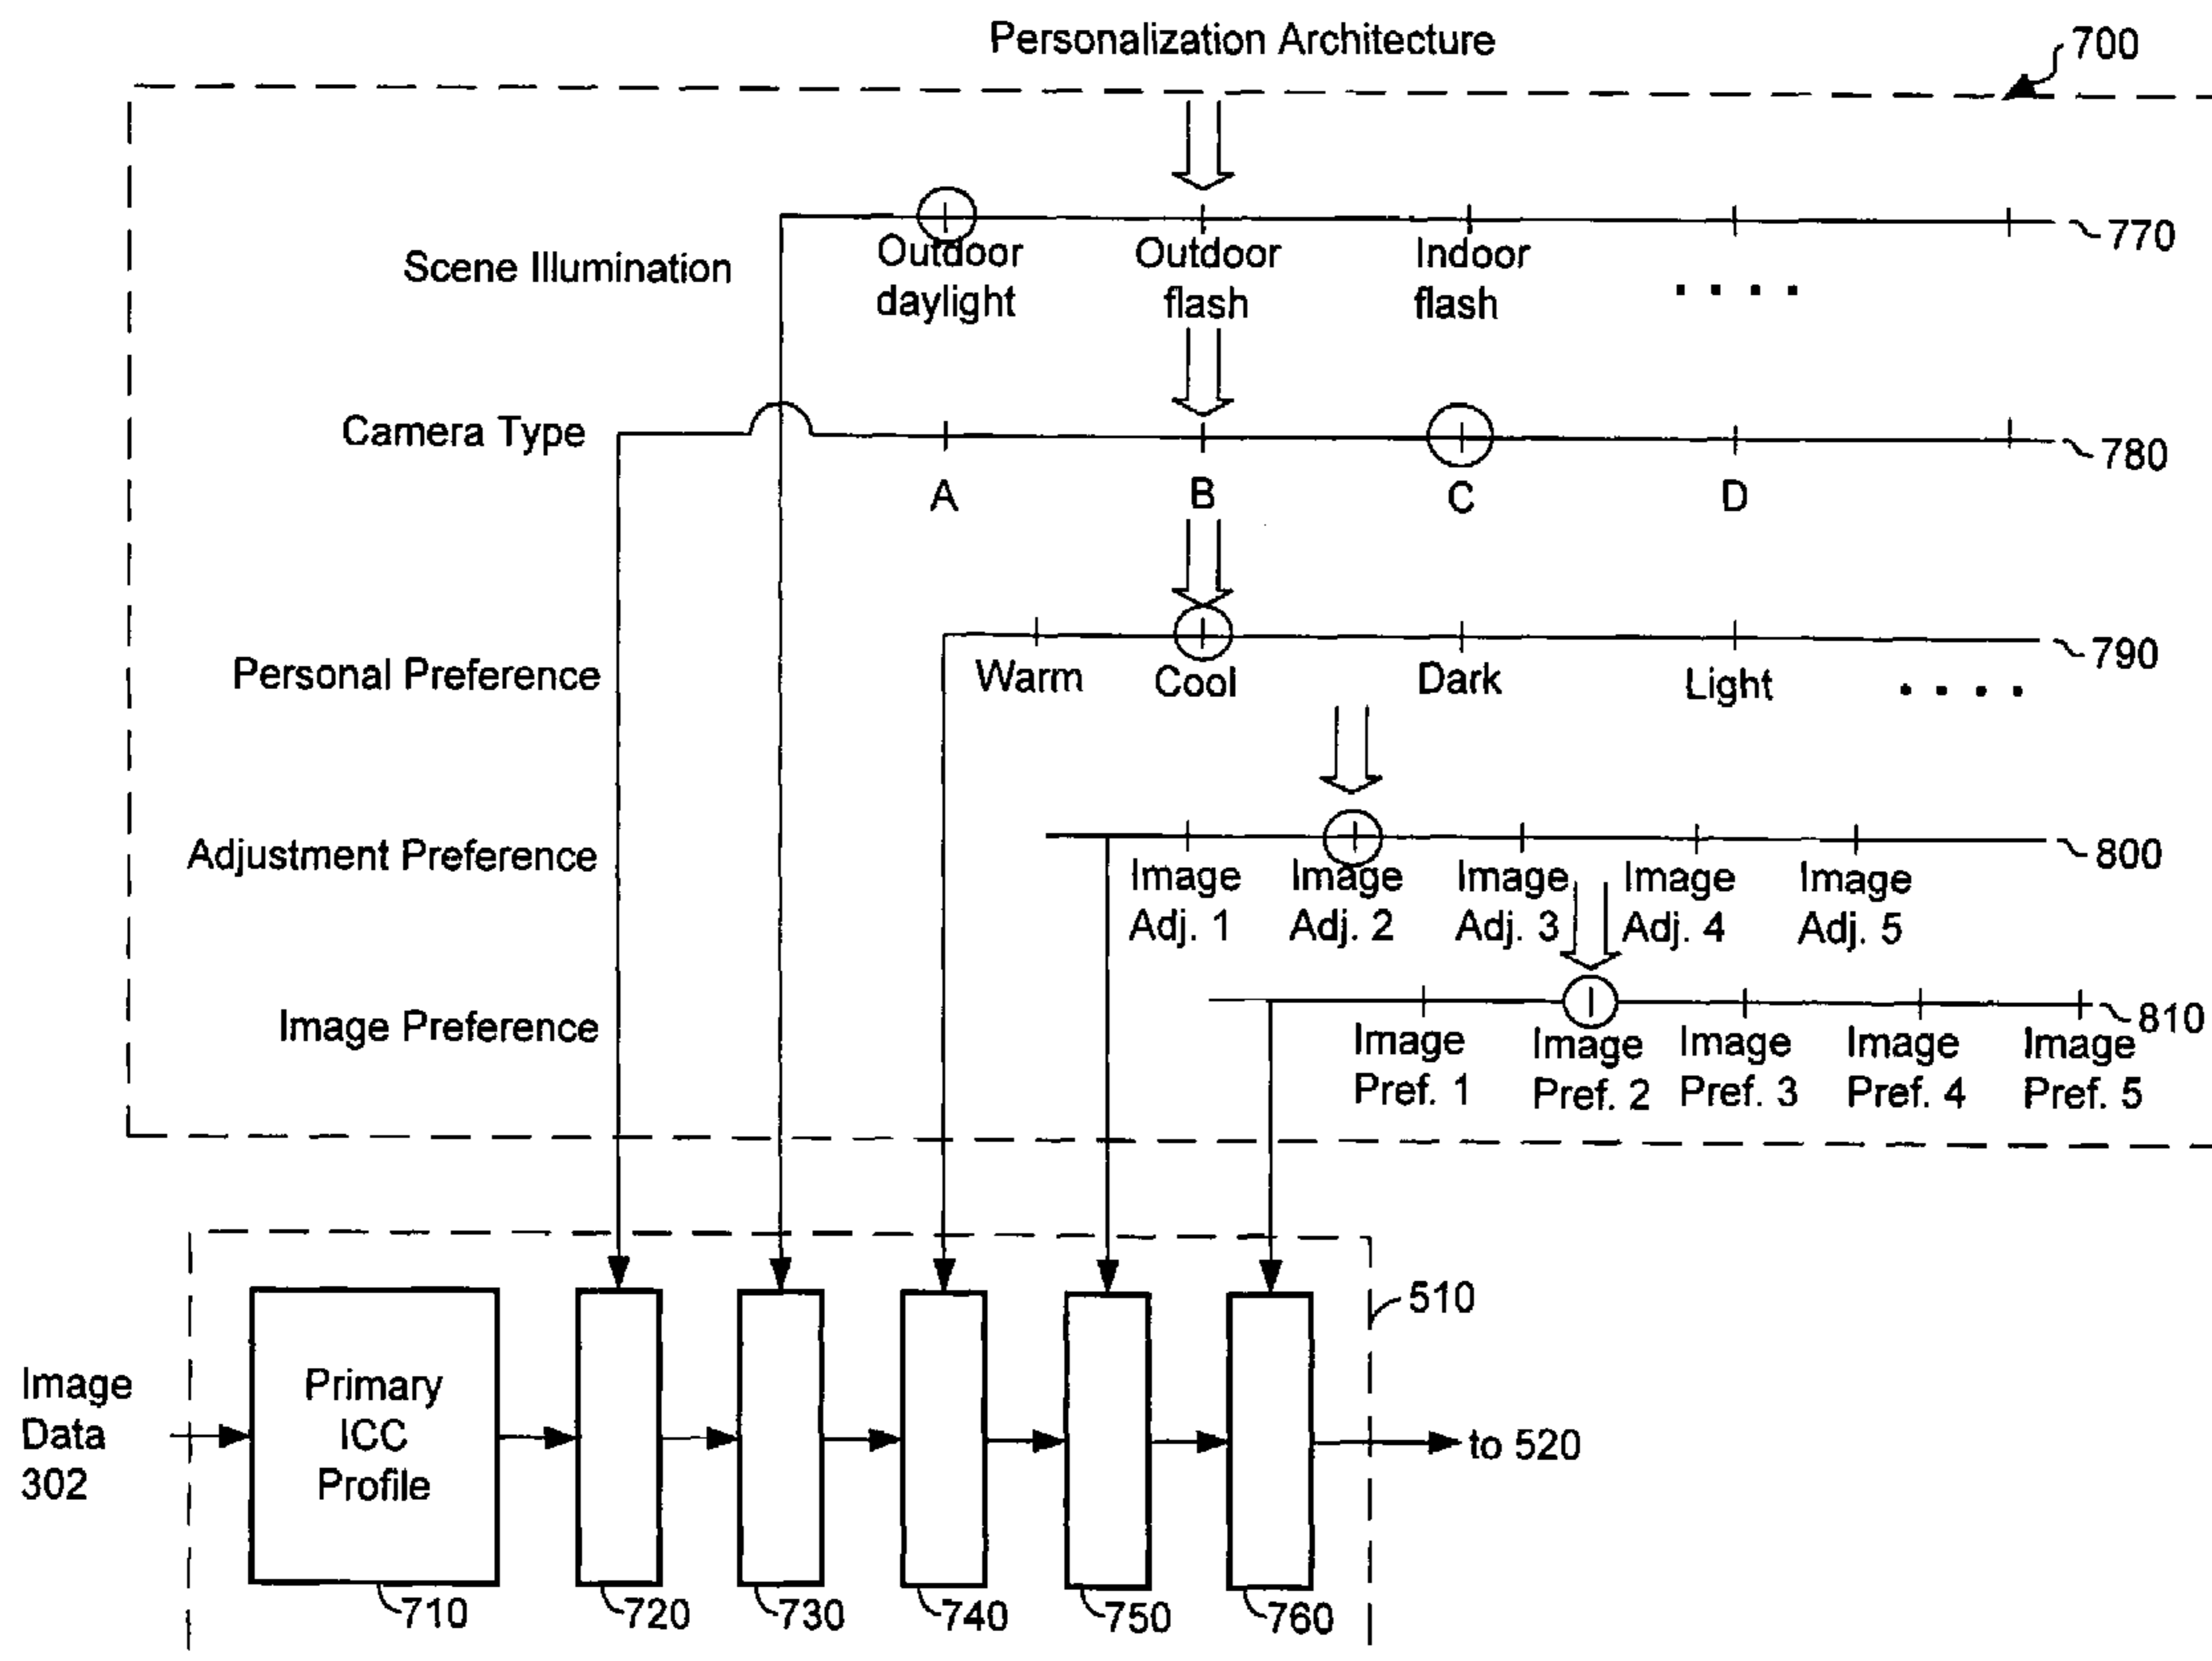 Personalization Architecture
700
770
Scene Illumination
Outdoor
daylight
Outdoor
flash
Indoor
flash
. . . .
Camera Type
780
A
B
C
D
Personal Preference
790
Warm
Cool
Dark
Light
. . . .
Adjustment Preference
800
Image
Adj. 1
Image
Adj. 2
Image
Adj. 3
Image
Adj. 4
Image
Adj. 5
Image Preference
810
Image
Pref. 1
Image
Pref. 2
Image
Pref. 3
Image
Pref. 4
Image
Pref. 5
510
Image
Data
302
Primary
ICC
Profile
to 520
710
720
730
740
750
760